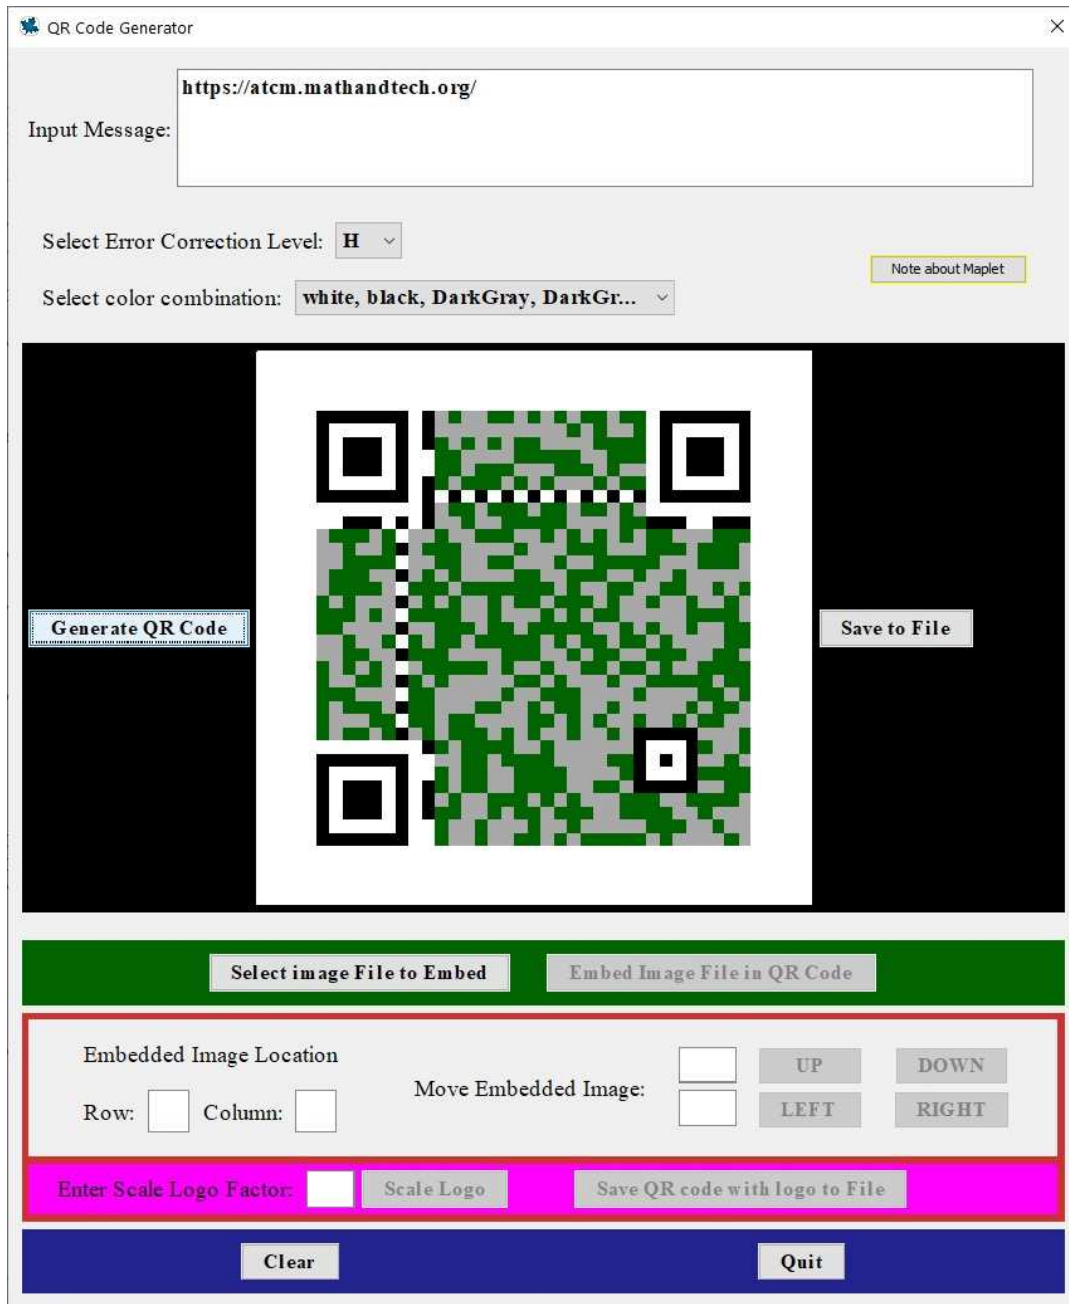 QR Code Generator
https://atcm.mathandtech.org/
Input Message:
Select Error Correction Level: H
Note about Maplet
Select color combination: white, black, DarkGray, DarkGr...
Generate QR Code
Save to File
Select image File to Embed Embed Image File in QR Code
Embedded Image Location
Move Embedded Image:
UP DOWN
Row: Column:
LEFT RIGHT
Enter Scale Logo Factor: Scale Logo Save QR code with logo to File
Clear Quit